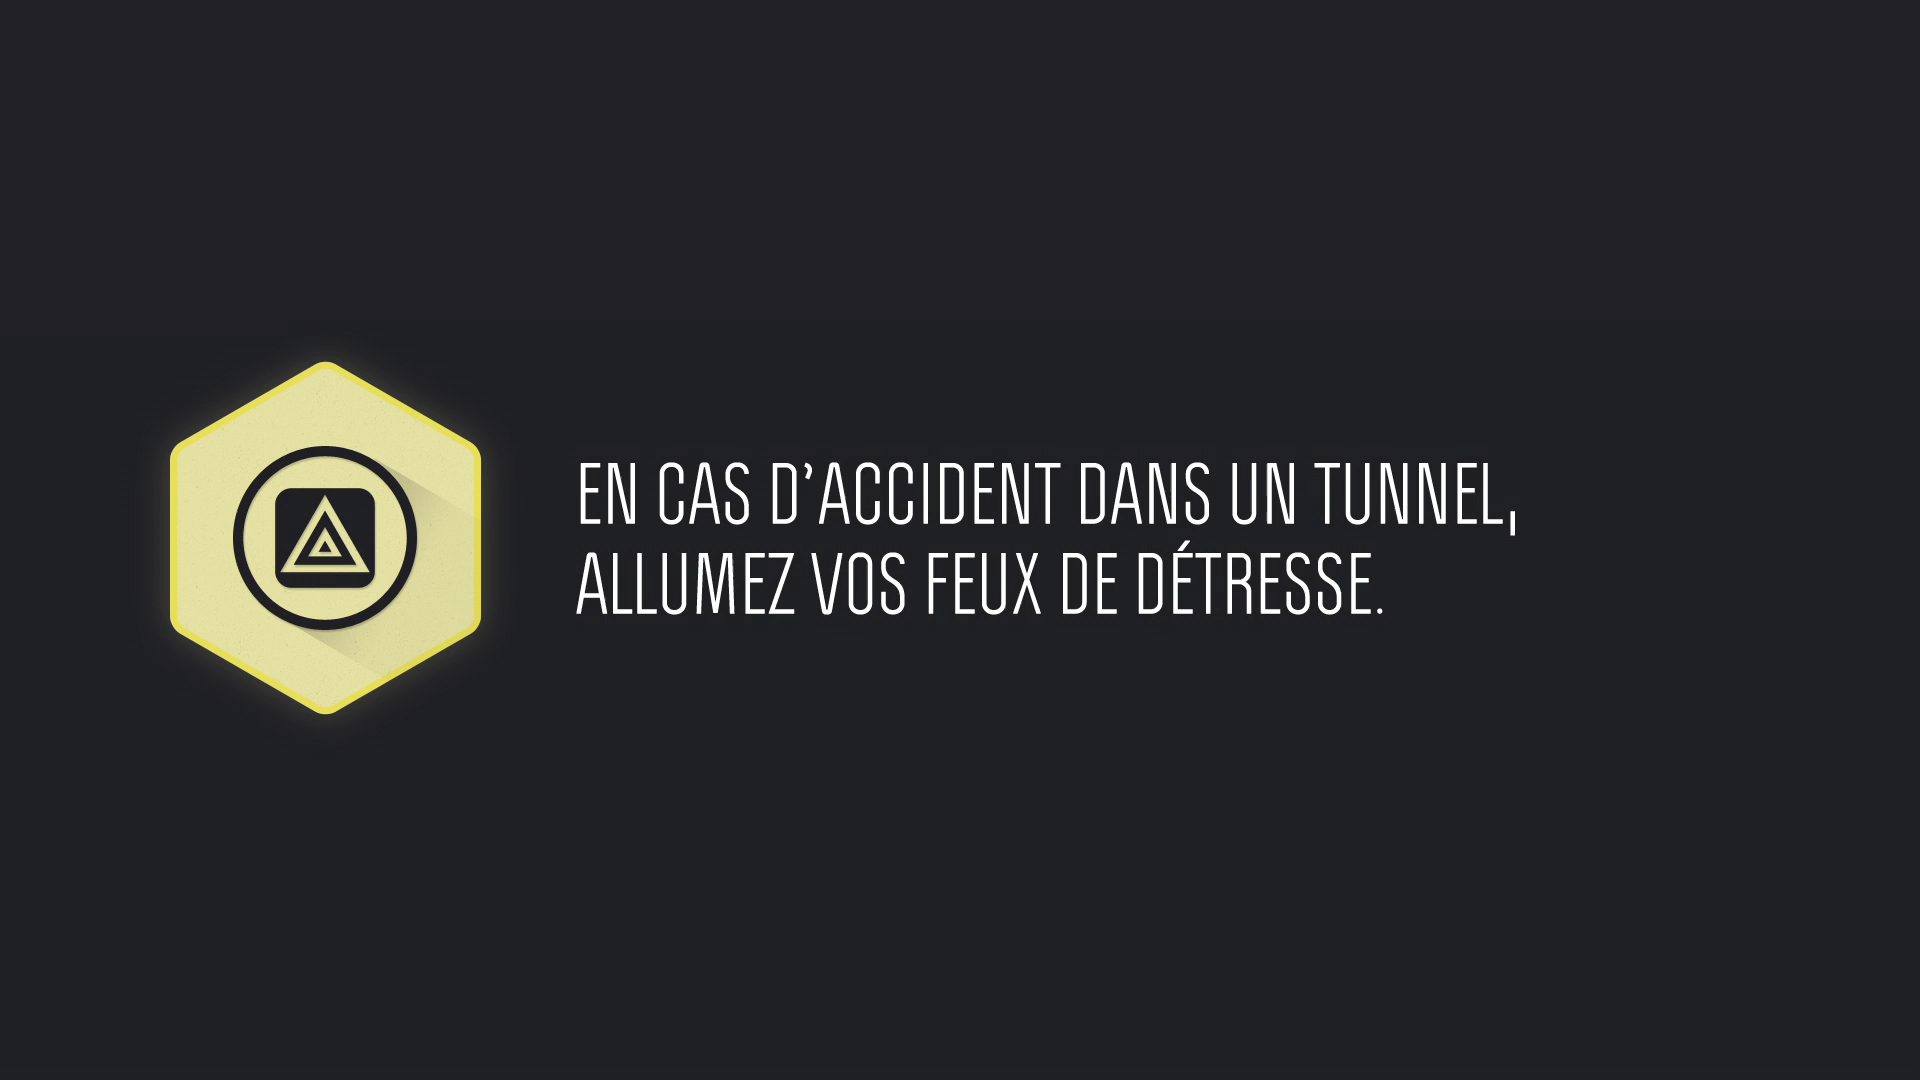 EN CAS D’ACCIDENT DANS UN TUNNEL,
ALLUMEZ VOS FEUX DE DÉTRESSE.